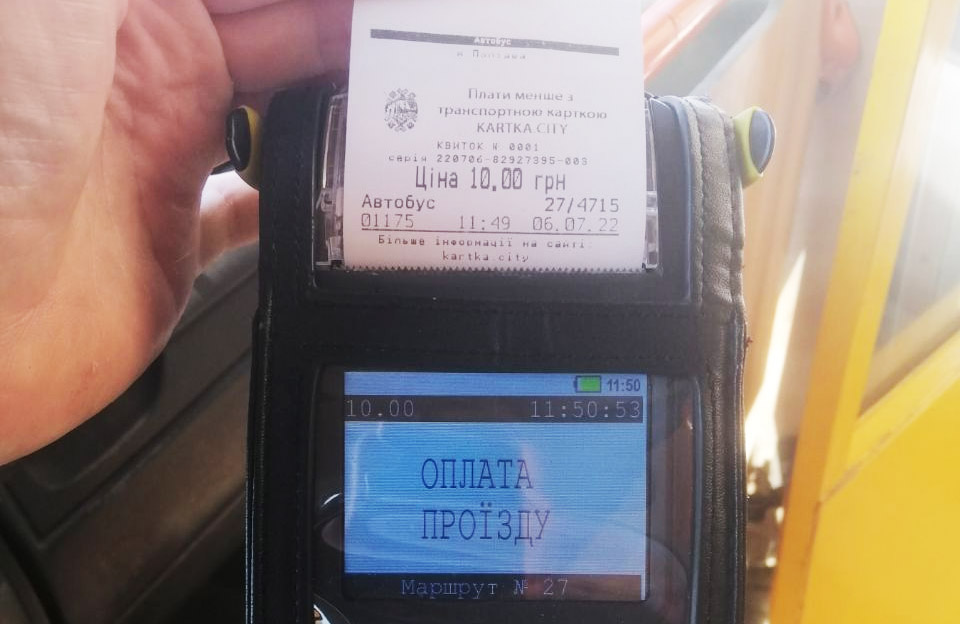 Автобус
м Полтава
Плати менше з
транспортною карткою
KARTKA CITY
КВИТОК № 0001
серія 220706-82927395-003
Ціна 10,00 грн
Автобус 27/4715
01175 11:49 06.07.22
Більше інформації на сайті:
kartka city
11:50
10.00 11:50:53
ОПЛАТА
ПРОЇЗДУ
Маршрут № 27